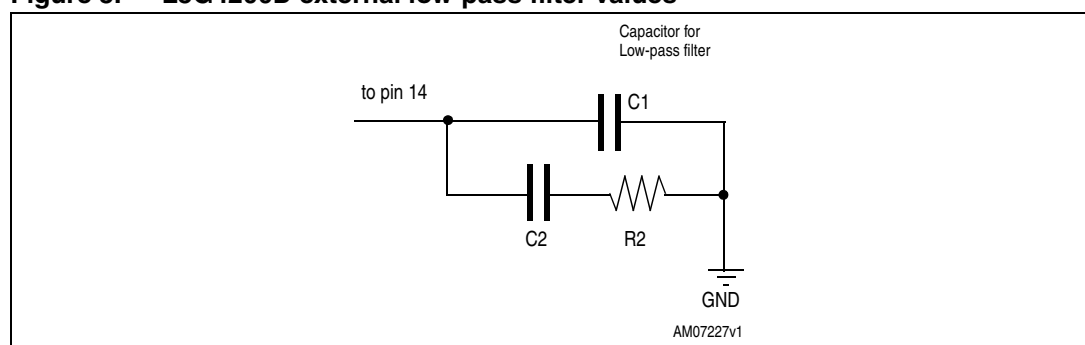 Capacitor for
Low-pass filter
to pin 14
C1
C2
R2
GND
AM07227v1